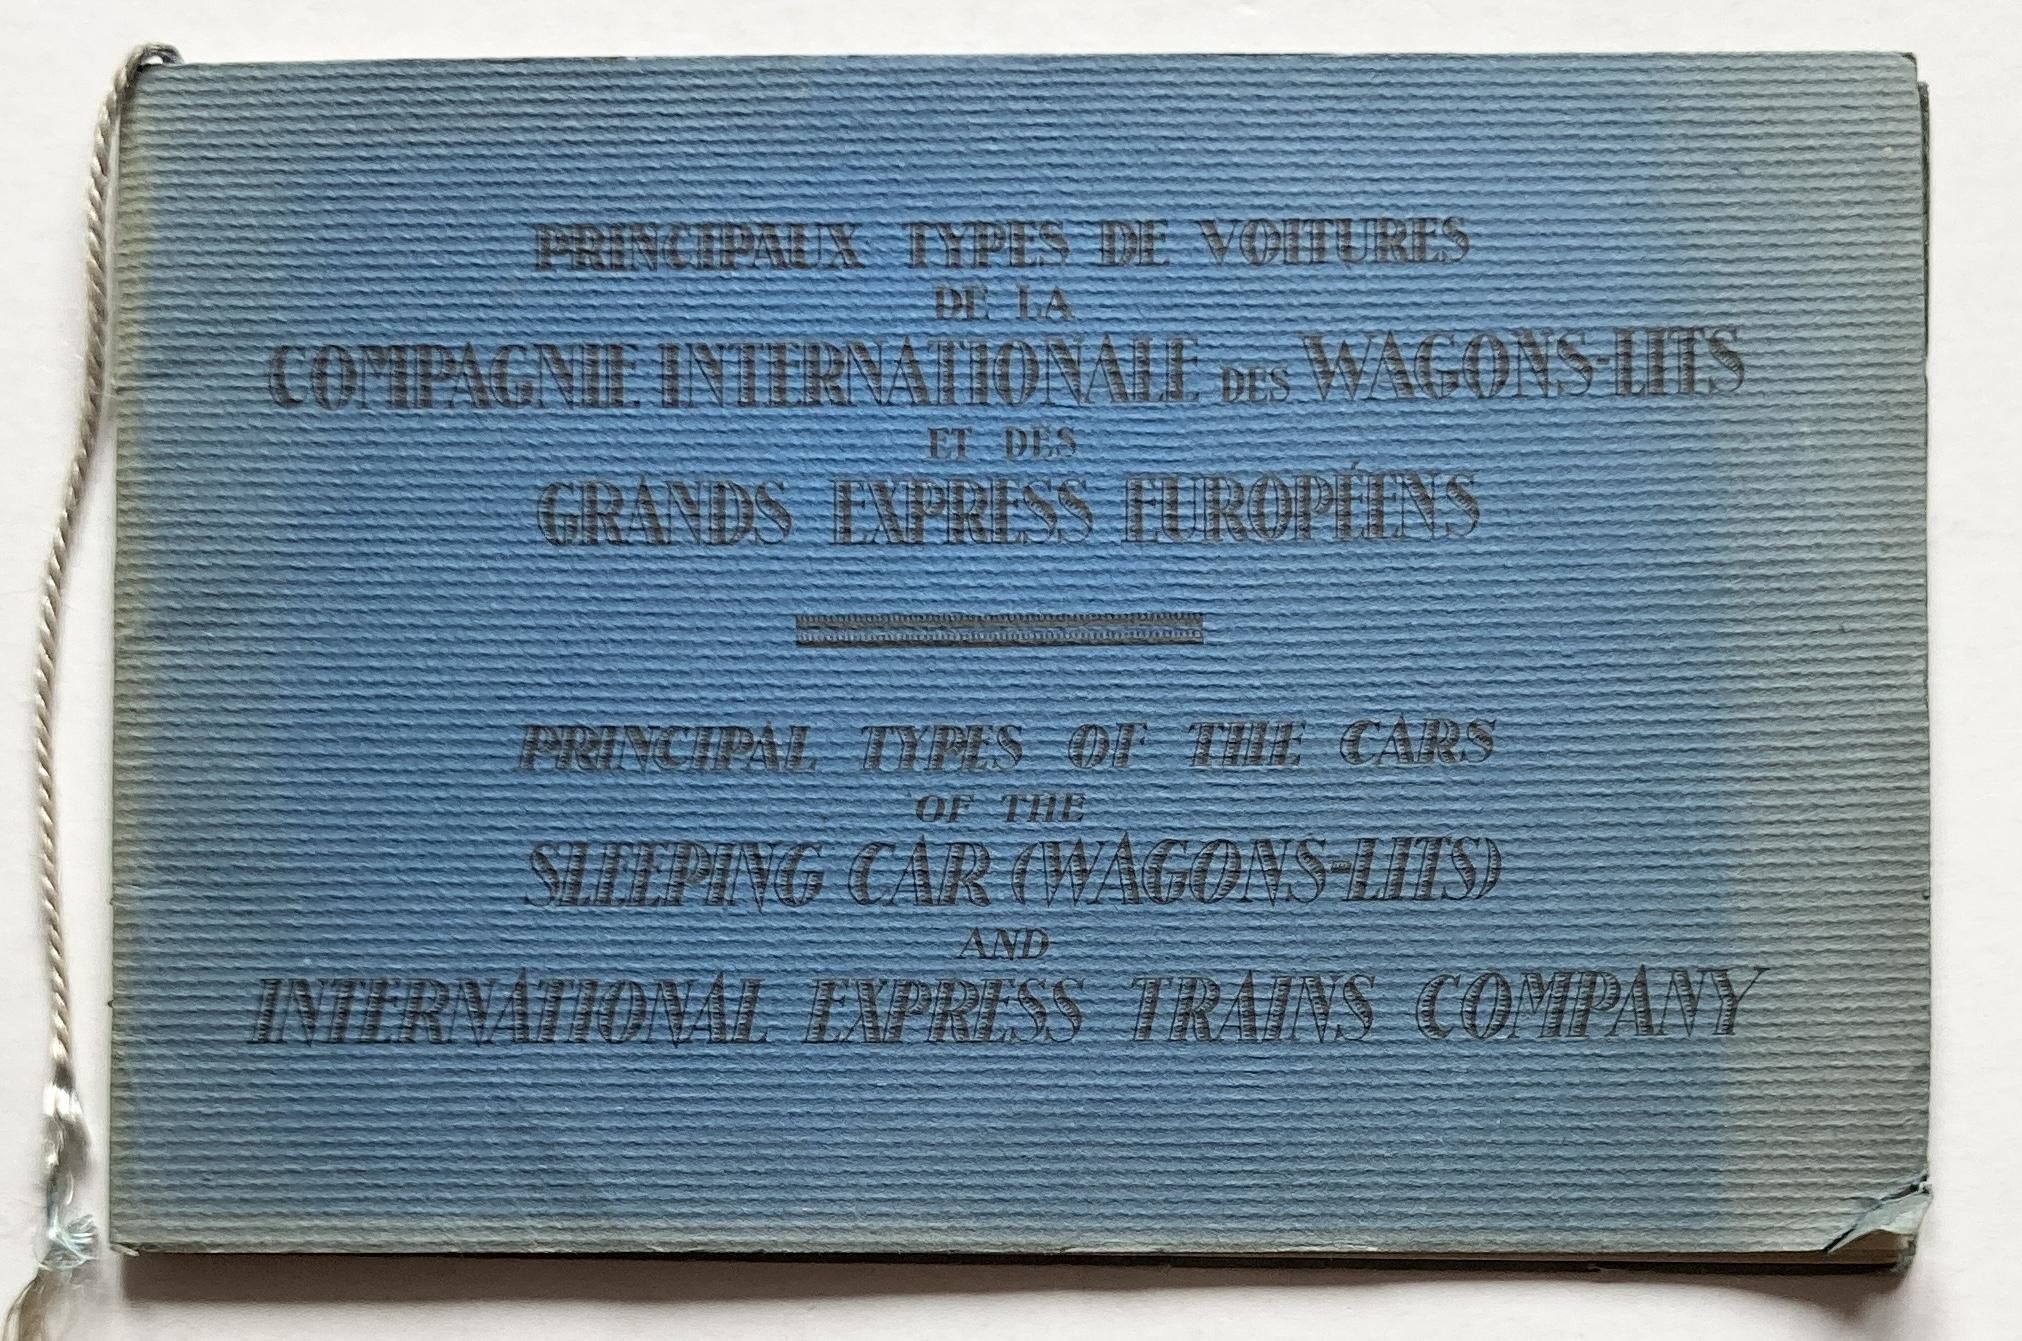 PRINCIPAUX TYPES DE VOITURES
DE LA
COMPAGNIE INTERNATIONALE DES WAGONS-LITS
ET DES
GRANDS EXPRESS EUROPÉENS
PRINCIPAL TYPES OF THE CARS
OF THE
SLEEPING CAR (WAGONS-LITS)
AND
INTERNATIONAL EXPRESS TRAINS COMPANY